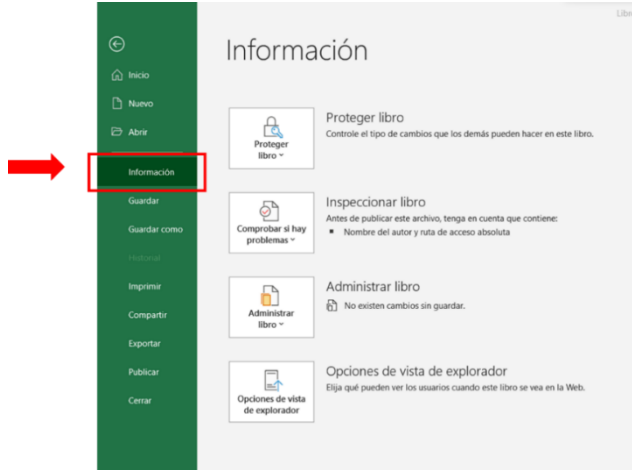 Libr
Información
Inicio
Nuevo
Abrir
Información
Guardar
Guardar como
Historial
Imprimir
Compartir
Exportar
Publicar
Cerrar
Proteger
libro
Proteger libro
Controle el tipo de cambios que los demás pueden hacer en este libro.
Comprobar si hay
problemas
Inspeccionar libro
Antes de publicar este archivo, tenga en cuenta que contiene:
Nombre del autor y ruta de acceso absoluta
Administrar
libro
Administrar libro
No existen cambios sin guardar.
Opciones de vista
de explorador
Opciones de vista de explorador
Elija qué pueden ver los usuarios cuando este libro se vea en la Web.